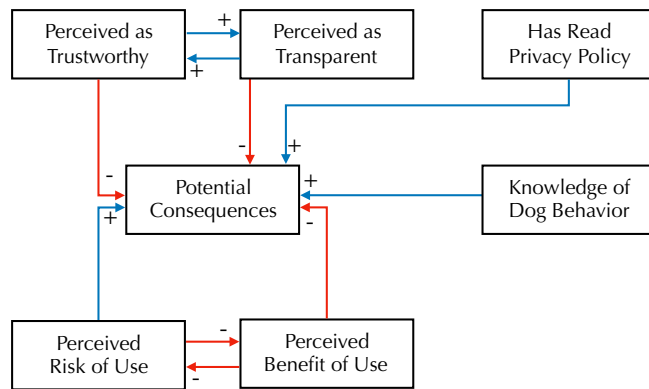 Perceived as
Trustworthy
+
+
Perceived as
Transparent
Has Read
Privacy Policy
-
-
+
Potential
Consequences
+
+
-
Knowledge of
Dog Behavior
Perceived
Risk of Use
-
-
Perceived
Benefit of Use